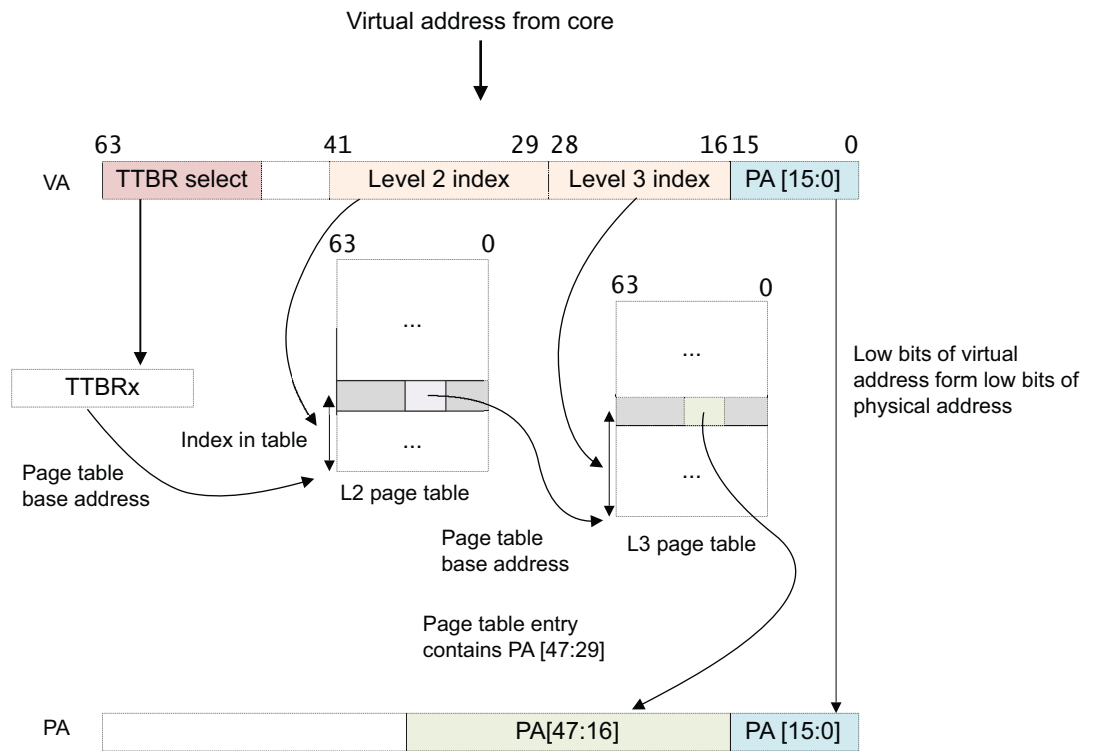 Virtual address from core
63 41 29 28 16 15 0
VA TTBR select Level 2 index Level 3 index PA [15:0]
63 0
63 0
...
...
Low bits of virtual
address form low bits of
physical address
TTBRx
Index in table
...
...
Page table
base address
L2 page table
Page table
base address
L3 page table
Page table entry
contains PA [47:29]
PA PA[47:16] PA [15:0]